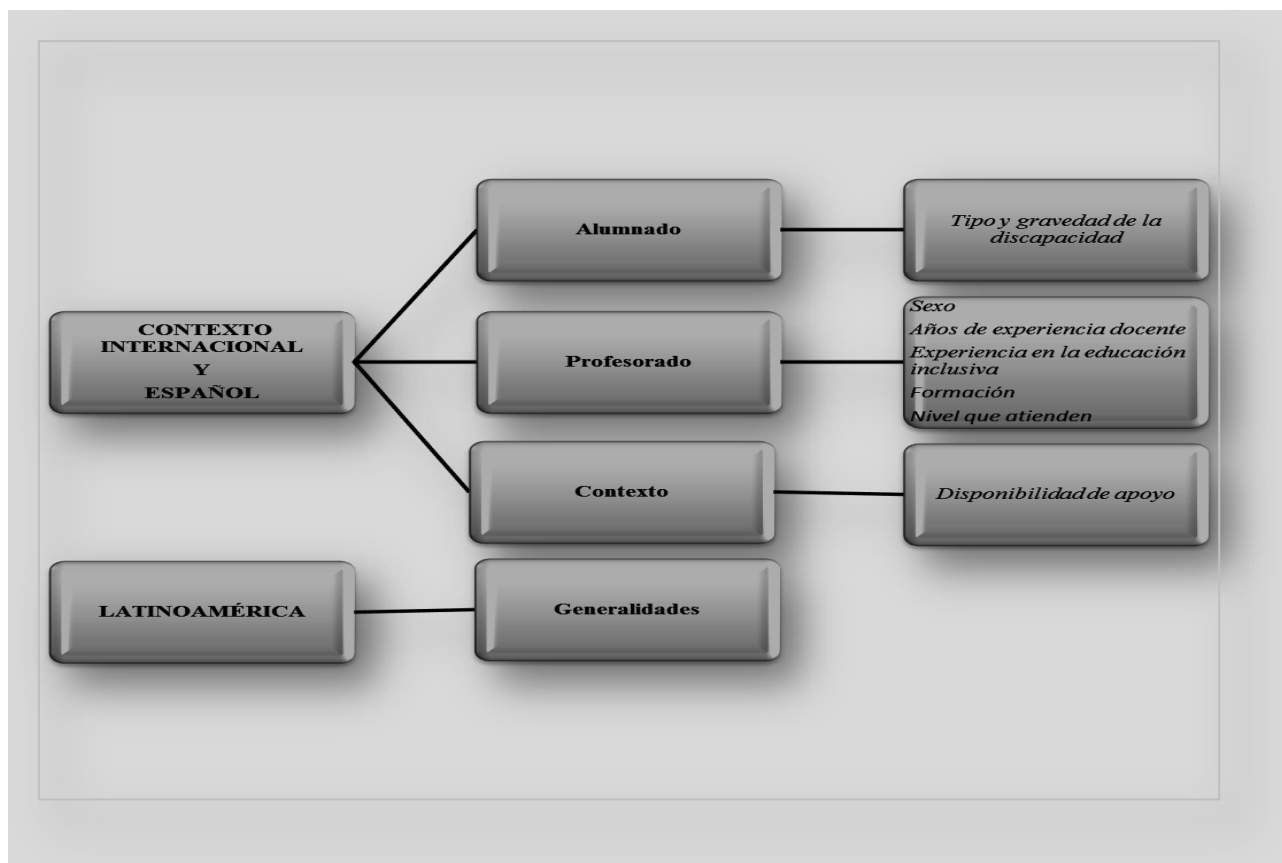 Alumnado
Tipo y gravedad de la
discapacidad
CONTEXTO
INTERNACIONAL
Y
ESPAÑOL
Profesorado
Sexo
Años de experiencia docente
Experiencia en la educación
inclusiva
Formación
Nivel que atienden
Contexto
Disponibilidad de apoyo
LATINOAMÉRICA
Generalidades